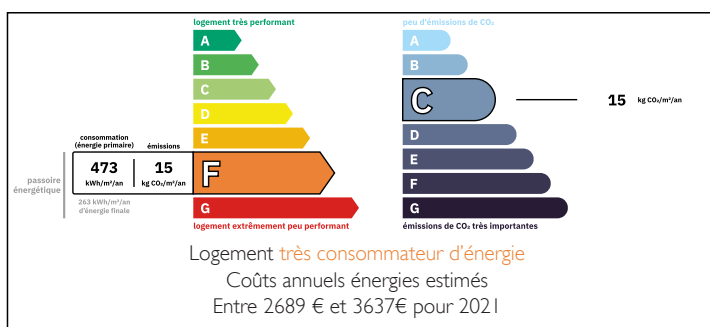 logement très performant
A
B
C
D
E
consommation
(énergie primaire)
émissions
473
kWh/m²/an
15
kg CO₂/m²/an
F
passoire
énergétique
263 kWh/m²/an
d'énergie finale
G
logement extrêmement peu performant
peu d'émissions de CO₂
A
B
C
15 kg CO₂/m²/an
D
E
F
G
émissions de CO₂ très importantes
Logement très consommateur d'énergie
Coûts annuels énergies estimés
Entre 2689 € et 3637€ pour 2021